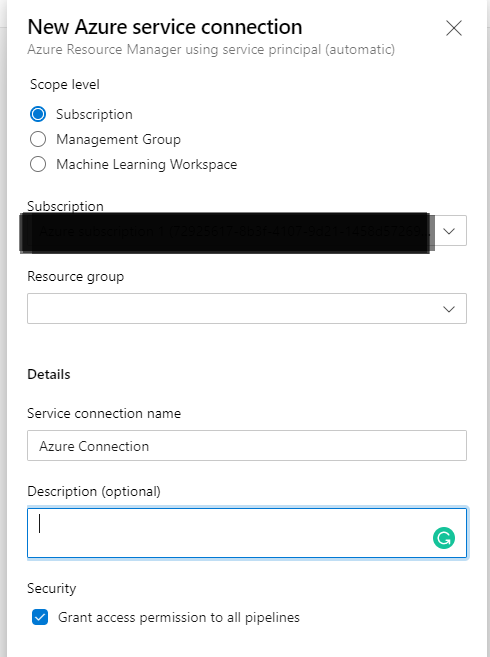 New Azure service connection
Azure Resource Manager using service principal (automatic)
Scope level
Subscription
Management Group
Machine Learning Workspace
Subscription
Resource group
Details
Service connection name
Azure Connection
Description (optional)
Security
Grant access permission to all pipelines